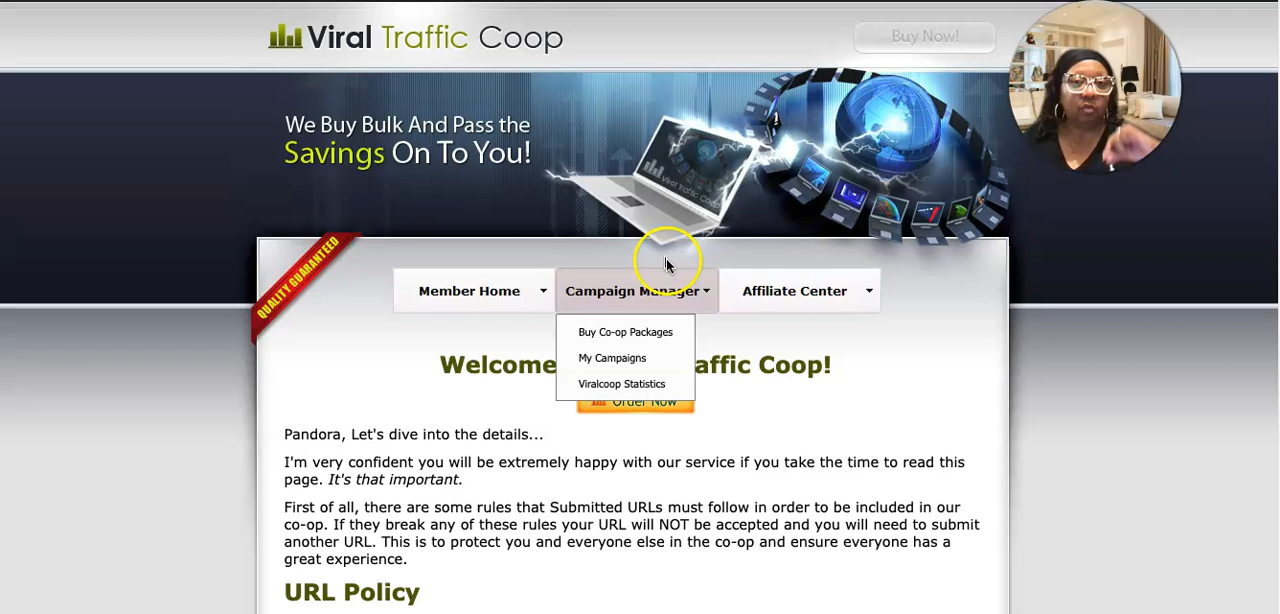 Viral Traffic Coop
Buy Now!
We Buy Bulk And Pass the
Savings On To You!
Viral Traffic Coop
QUALITY GUARANTEED
Member Home
Campaign Manager
Affiliate Center
Buy Co-op Packages
My Campaigns
Viralcoop Statistics
Welcome affic Coop!
Order Now
Pandora, Let's dive into the details...
I'm very confident you will be extremely happy with our service if you take the time to read this
page. It's that important.
First of all, there are some rules that Submitted URLs must follow in order to be included in our
co-op. If they break any of these rules your URL will NOT be accepted and you will need to submit
another URL. This is to protect you and everyone else in the co-op and ensure everyone has a
great experience.
URL Policy